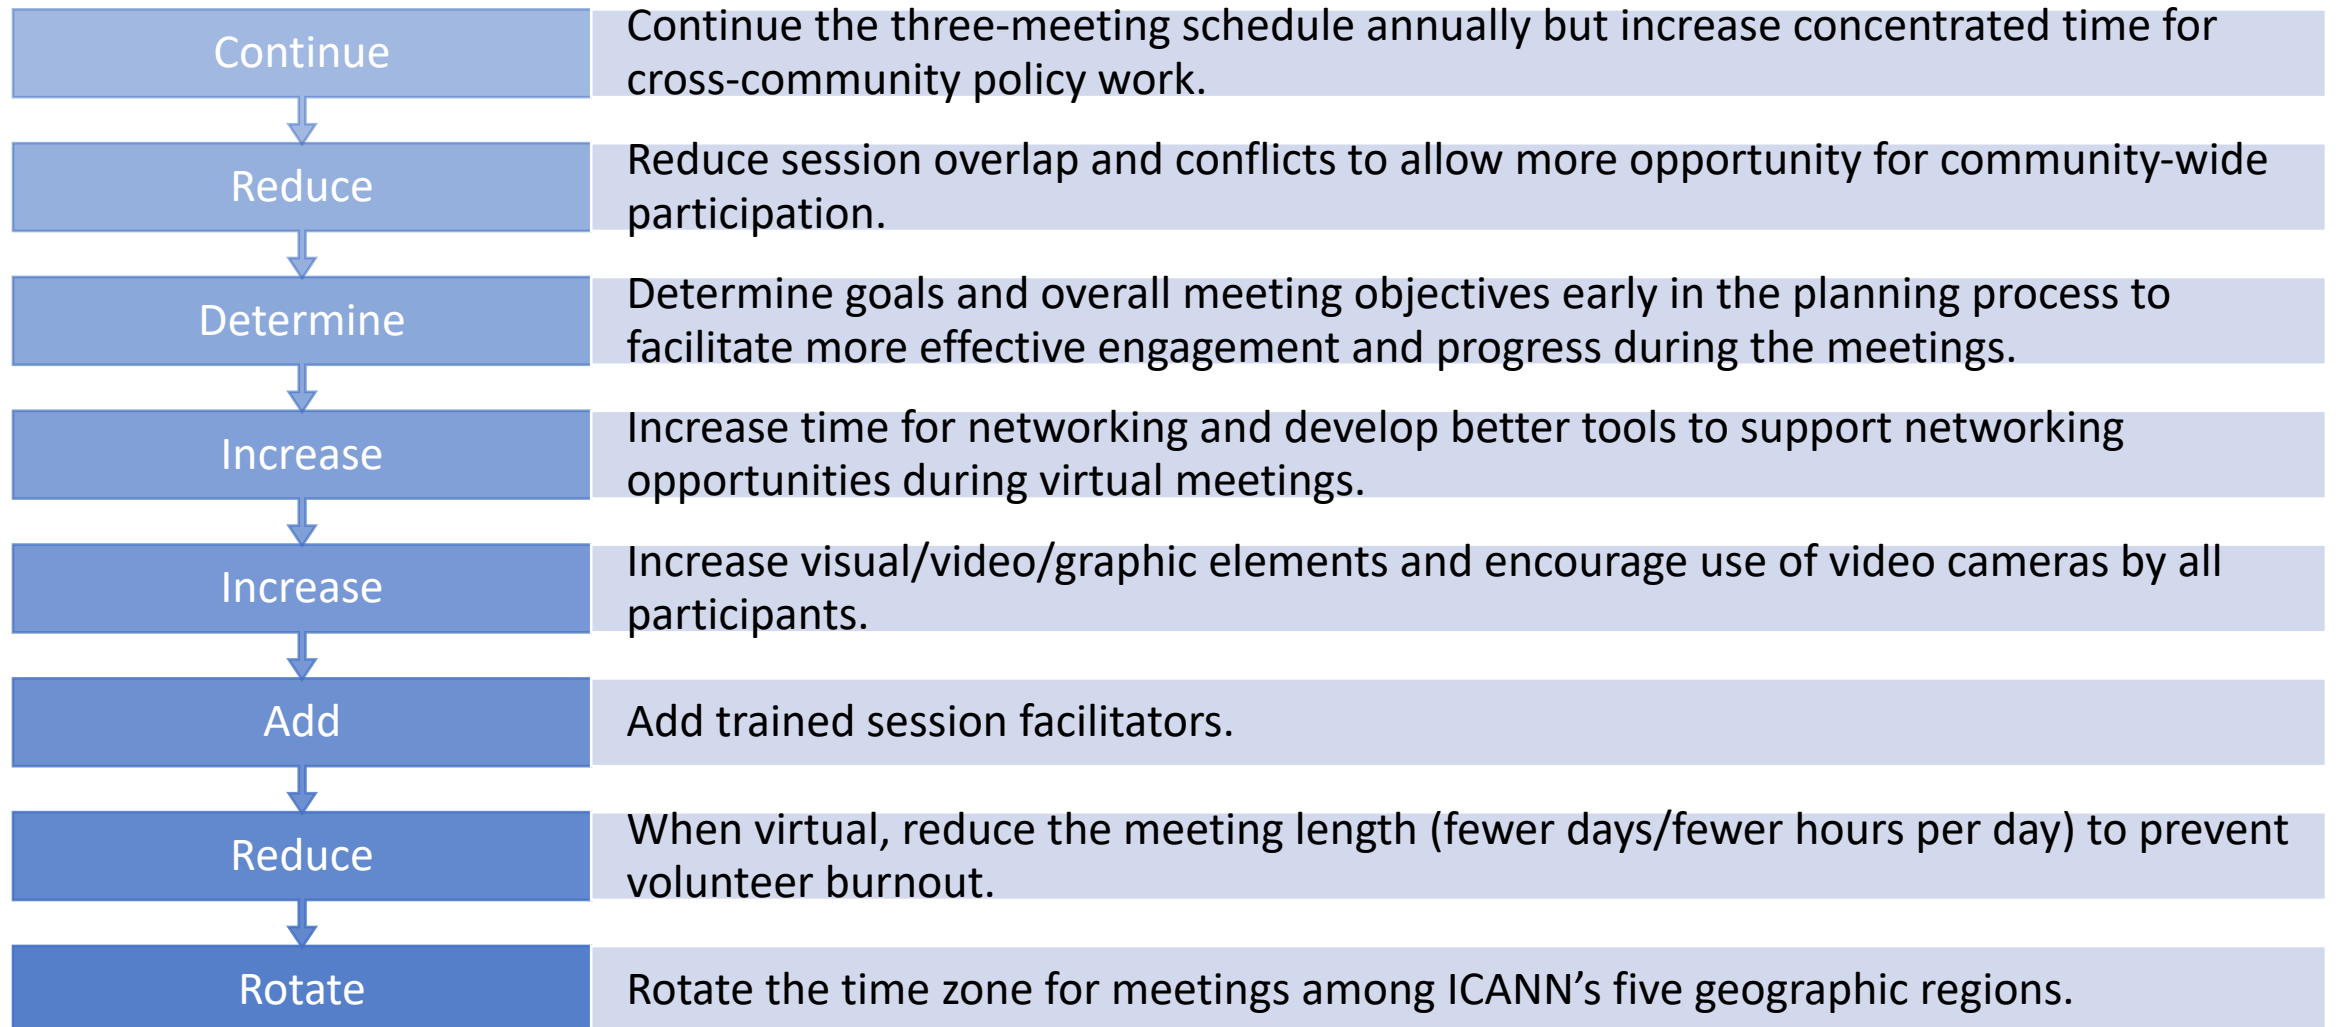 Continue
Continue the three-meeting schedule annually but increase concentrated time for
cross-community policy work.
Reduce
Reduce session overlap and conflicts to allow more opportunity for community-wide
participation.
Determine
Determine goals and overall meeting objectives early in the planning process to
facilitate more effective engagement and progress during the meetings.
Increase
Increase time for networking and develop better tools to support networking
opportunities during virtual meetings.
Increase
Increase visual/video/graphic elements and encourage use of video cameras by all
participants.
Add
Add trained session facilitators.
Reduce
When virtual, reduce the meeting length (fewer days/fewer hours per day) to prevent
volunteer burnout.
Rotate
Rotate the time zone for meetings among ICANN’s five geographic regions.